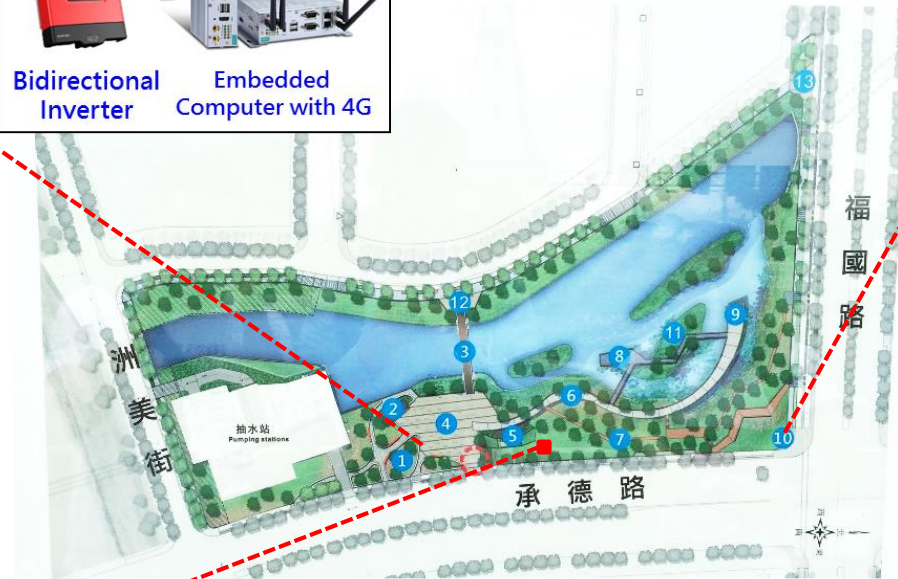 Bidirectional
Inverter
Embedded
Computer with 4G
13
福國路
12
9
3
11
8
洲美街
6
2
4
抽水站
Pumping stations
5
7
10
1
承德路